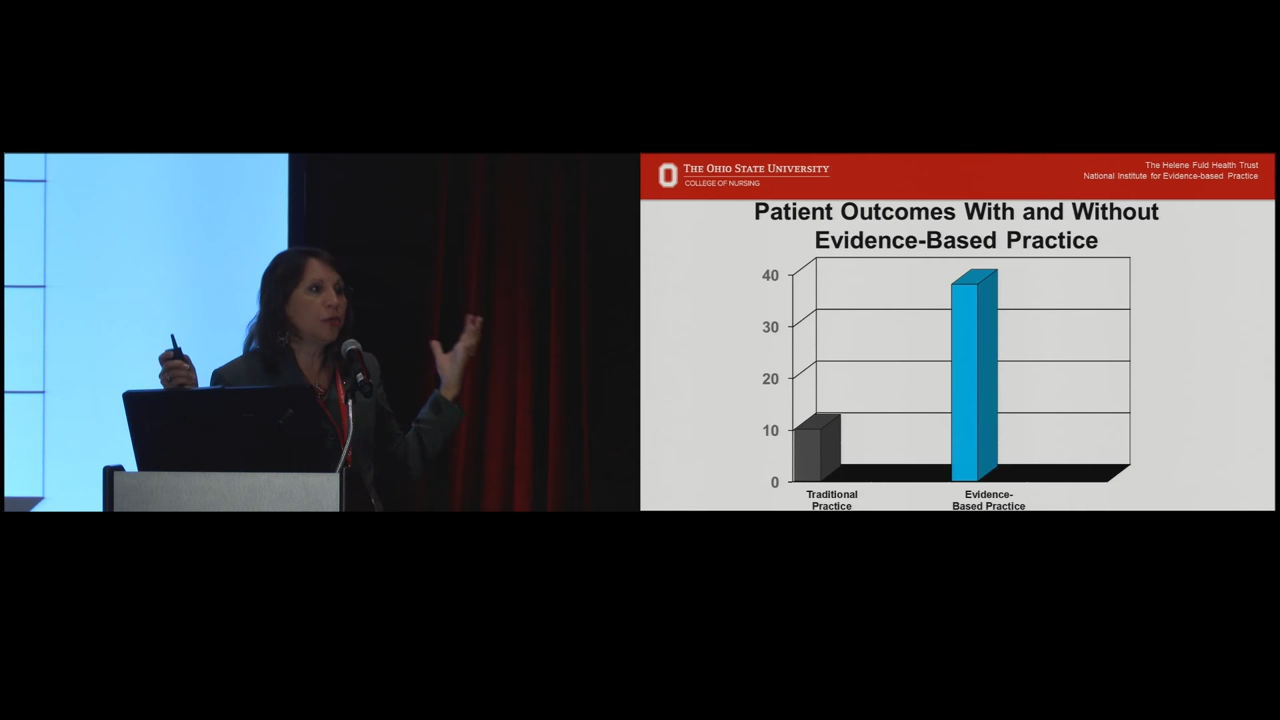 THE OHIO STATE UNIVERSITY
COLLEGE OF NURSING
The Helene Fuld Health Trust
National Institute for Evidence-based Practice
Patient Outcomes With and Without
Evidence-Based Practice
40
30
20
10
0
Traditional
Practice
Evidence-
Based Practice